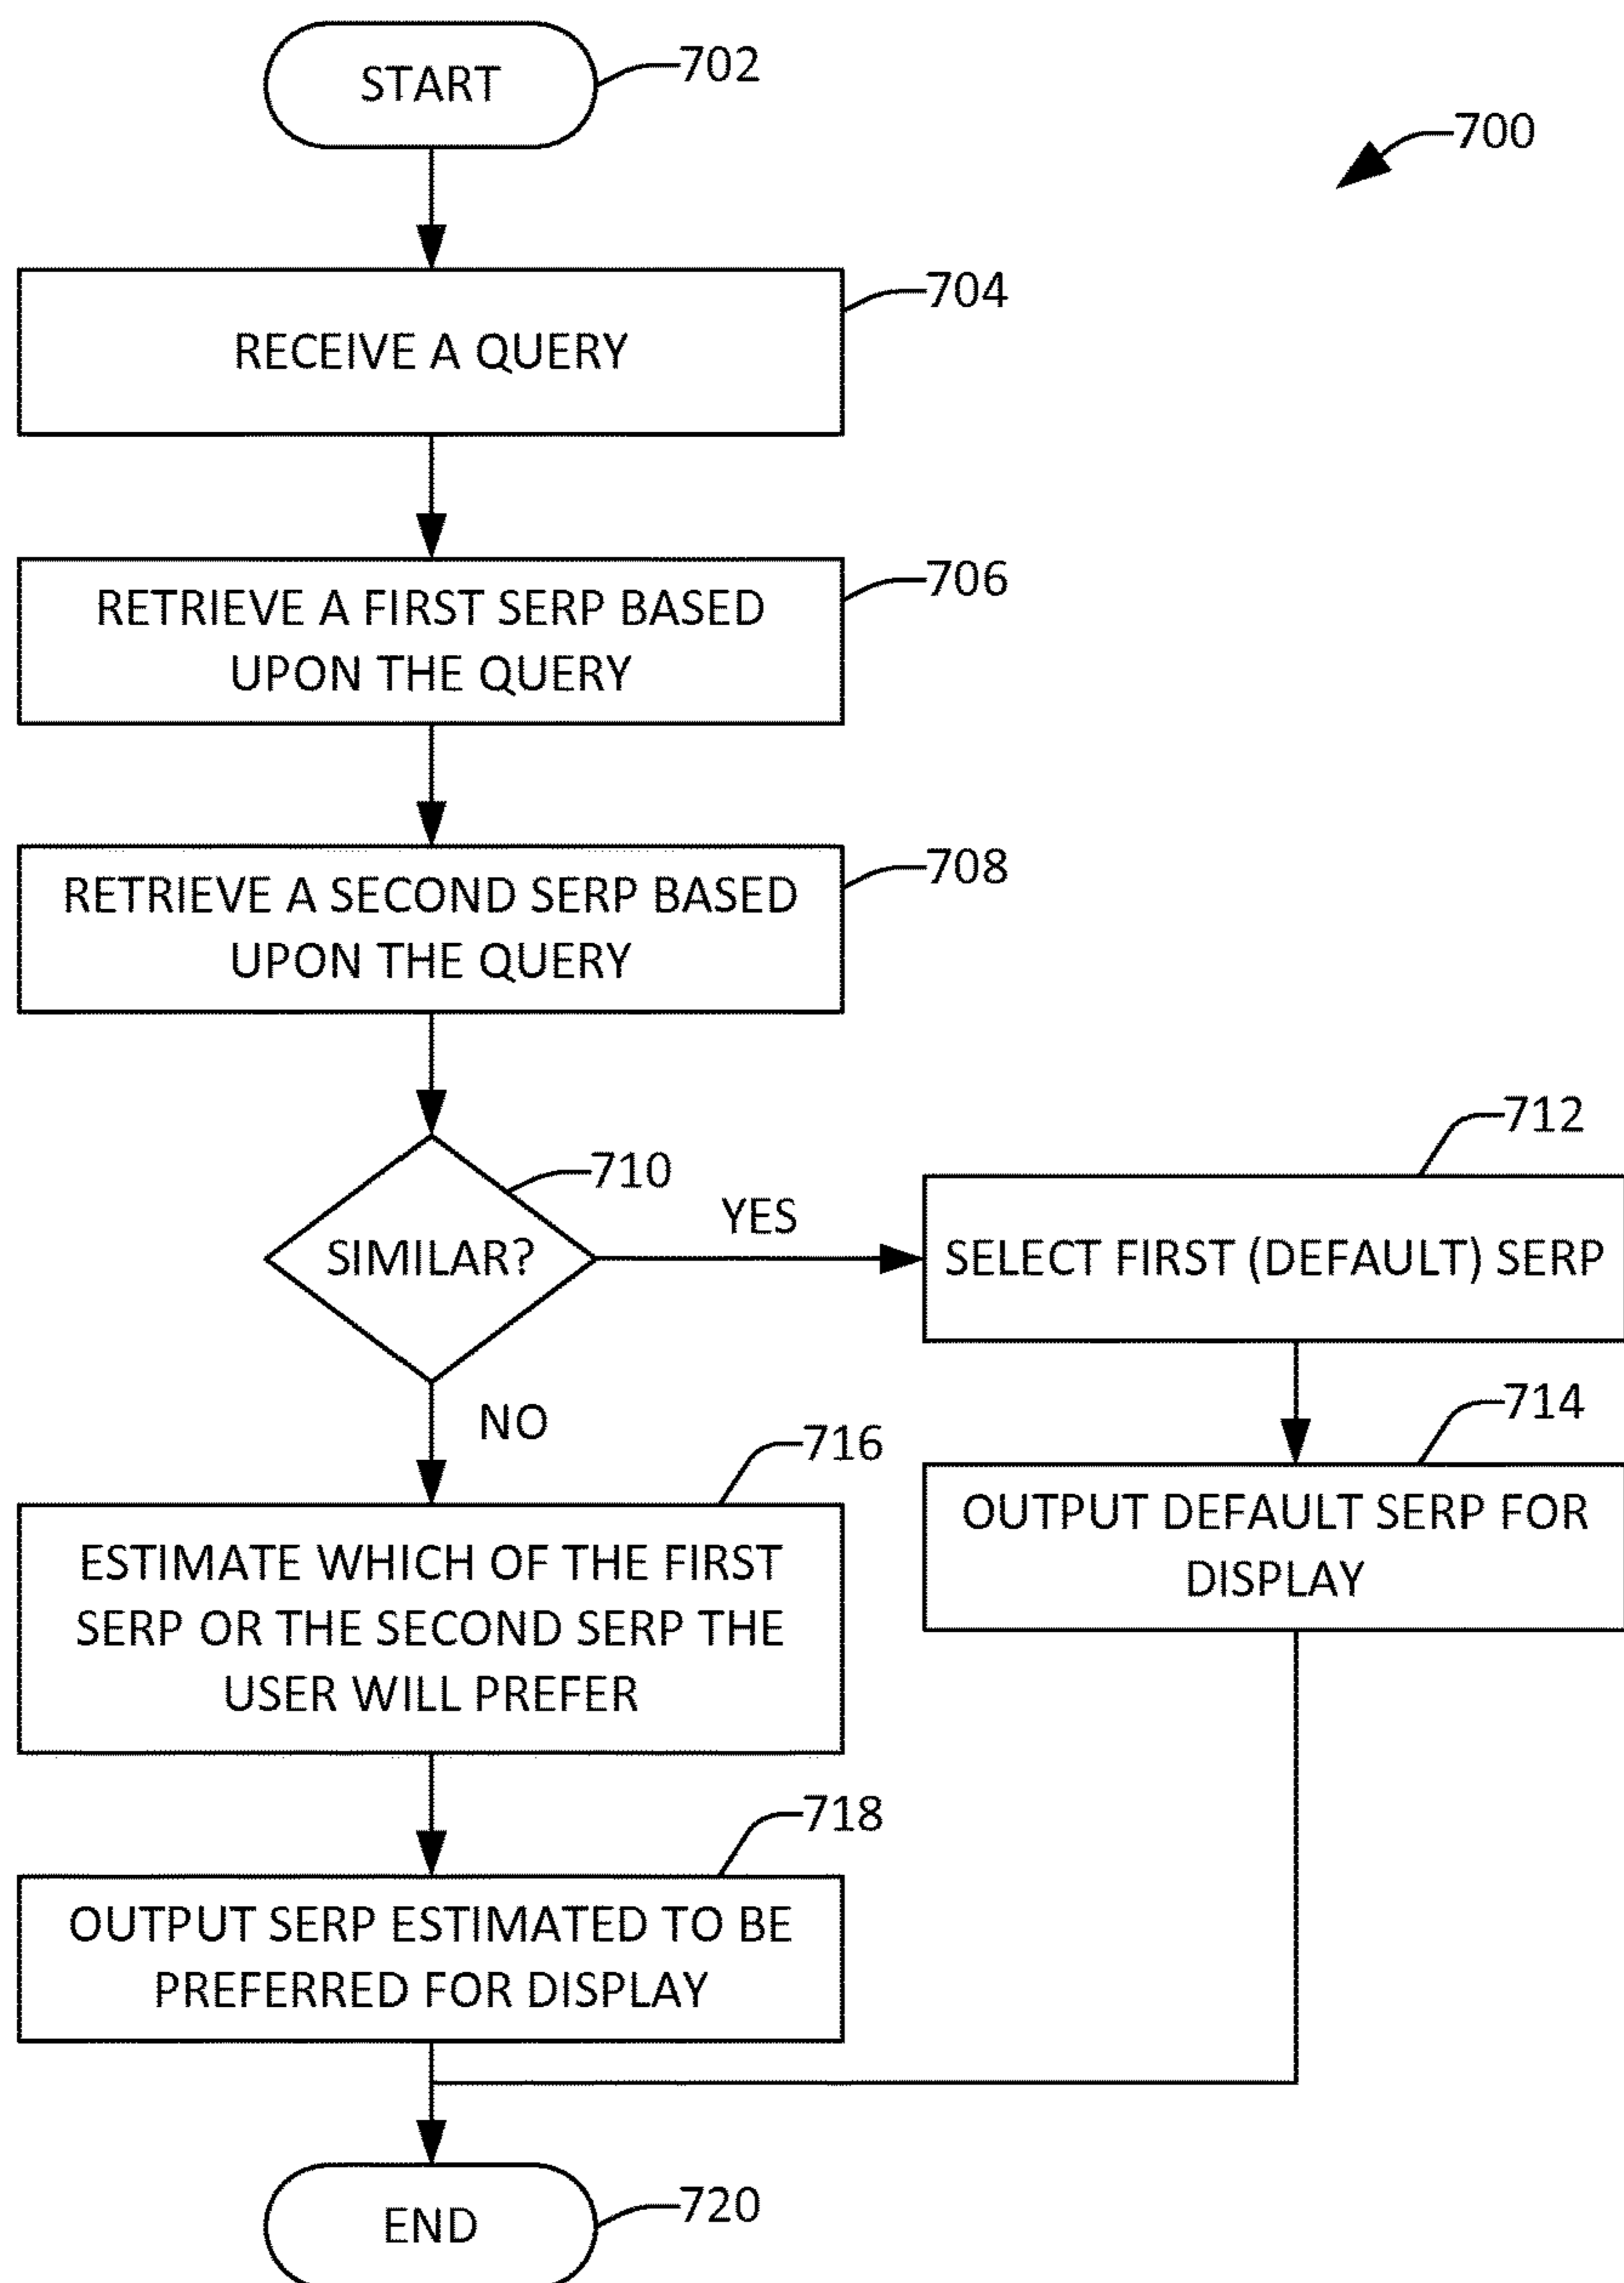 START
702
700
RECEIVE A QUERY
704
RETRIEVE A FIRST SERP BASED
UPON THE QUERY
706
RETRIEVE A SECOND SERP BASED
UPON THE QUERY
708
SIMILAR?
710
YES
SELECT FIRST (DEFAULT) SERP
712
OUTPUT DEFAULT SERP FOR
DISPLAY
714
NO
ESTIMATE WHICH OF THE FIRST
SERP OR THE SECOND SERP THE
USER WILL PREFER
716
OUTPUT SERP ESTIMATED TO BE
PREFERRED FOR DISPLAY
718
END
720